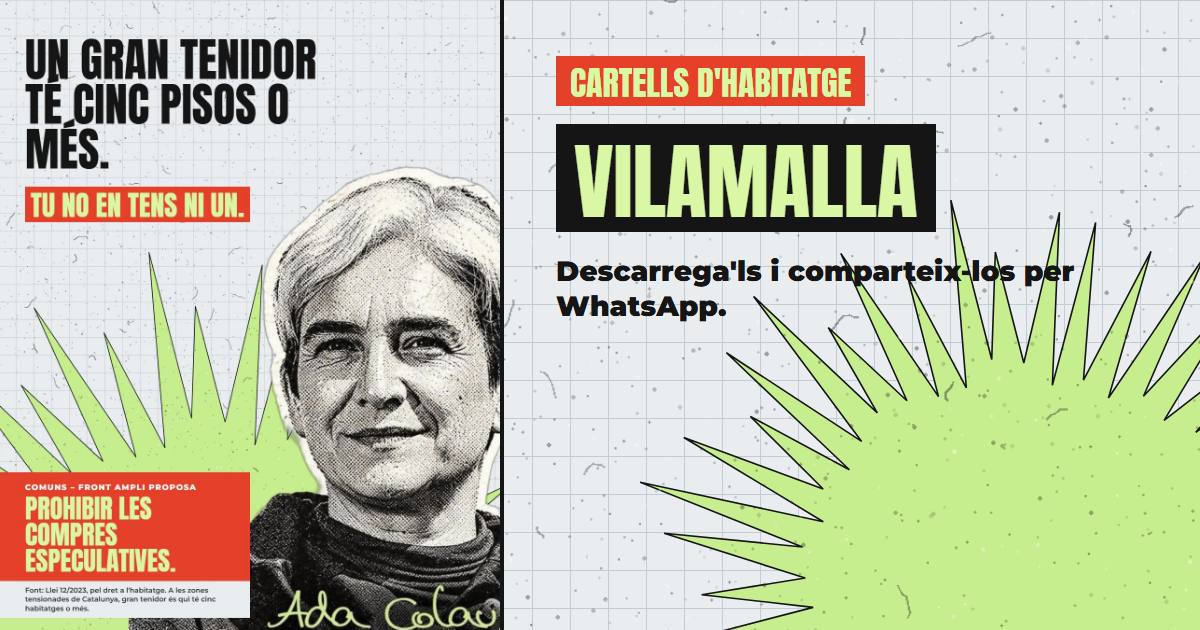 UN GRAN TENIDOR
TÉ CINC PISOS O
MÉS.
TU NO EN TENS NI UN.
COMUNS – FRONT AMPLI PROPOSA
PROHIBIR LES
COMPRES
ESPECULATIVES.
Font: Llei 12/2023, pel dret a l'habitatge. A les zones
tensionades de Catalunya, gran tenidor és qui té cinc
habitatges o més.
Ada Colau
CARTELLS D'HABITATGE
VILAMALLA
Descarrega'ls i comparteix-los per
WhatsApp.